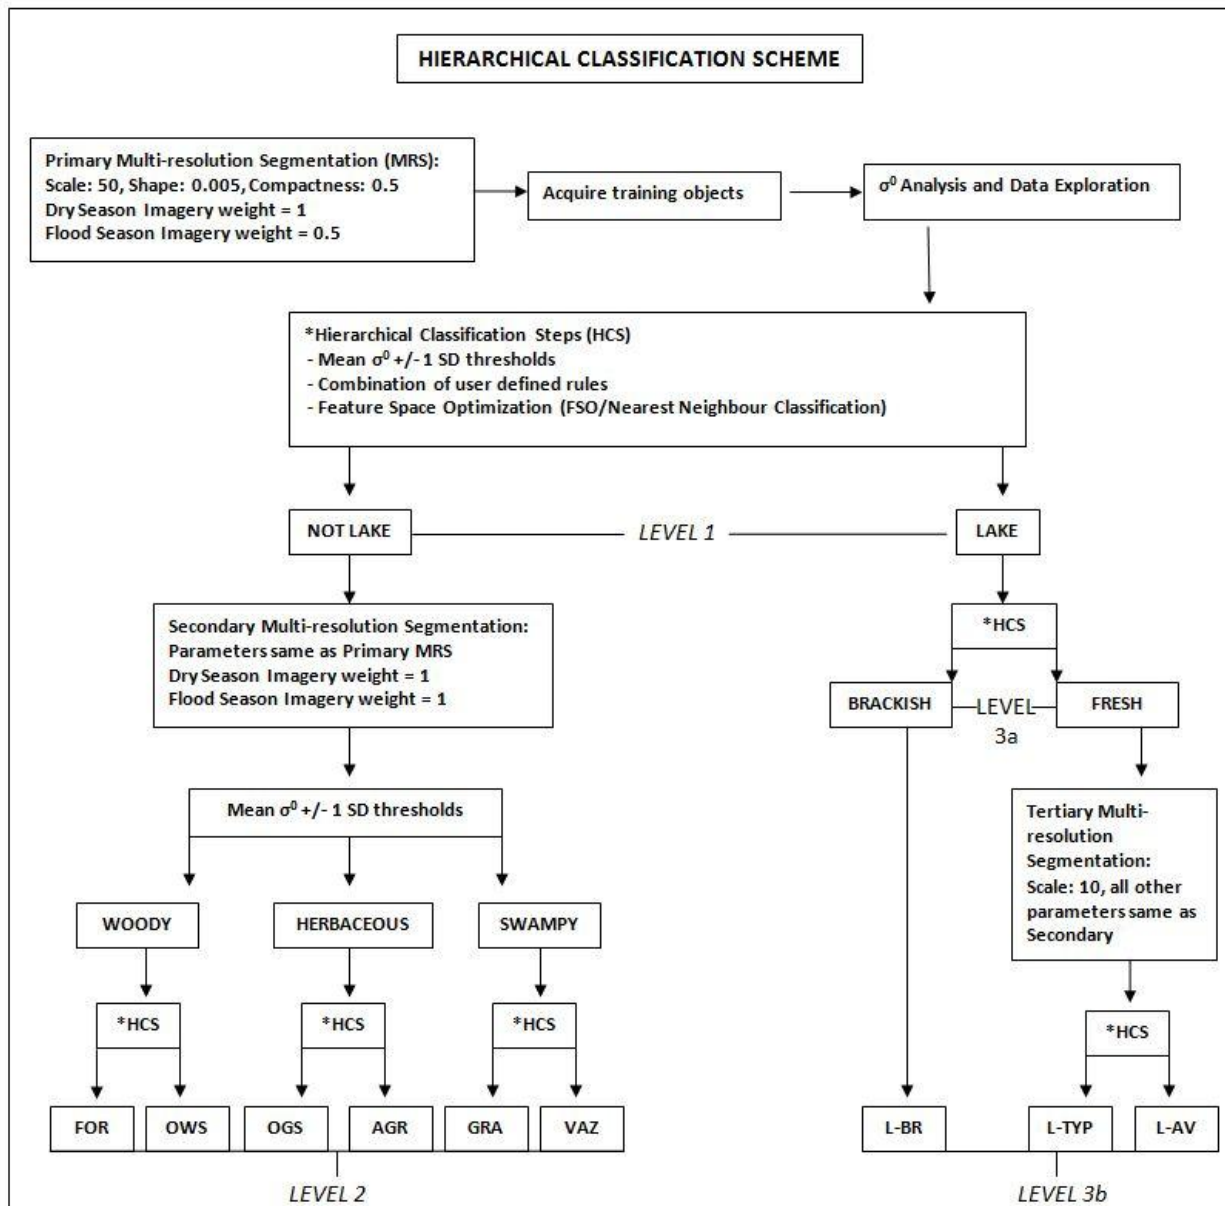 HIERARCHICAL CLASSIFICATION SCHEME
Primary Multi-resolution Segmentation (MRS):
Scale: 50, Shape: 0.005, Compactness: 0.5
Dry Season Imagery weight = 1
Flood Season Imagery weight = 0.5
Acquire training objects
σ⁰ Analysis and Data Exploration
*Hierarchical Classification Steps (HCS)
- Mean σ⁰ +/- 1 SD thresholds
- Combination of user defined rules
- Feature Space Optimization (FSO/Nearest Neighbour Classification)
NOT LAKE
LEVEL 1
LAKE
Secondary Multi-resolution Segmentation:
Parameters same as Primary MRS
Dry Season Imagery weight = 1
Flood Season Imagery weight = 1
*HCS
BRACKISH
LEVEL
3a
FRESH
Mean σ⁰ +/- 1 SD thresholds
Tertiary Multi-
resolution
Segmentation:
Scale: 10, all other
parameters same as
Secondary
WOODY
HERBACEOUS
SWAMPY
*HCS
*HCS
*HCS
*HCS
FOR
OWS
OGS
AGR
GRA
VAZ
L-BR
L-TYP
L-AV
LEVEL 2
LEVEL 3b